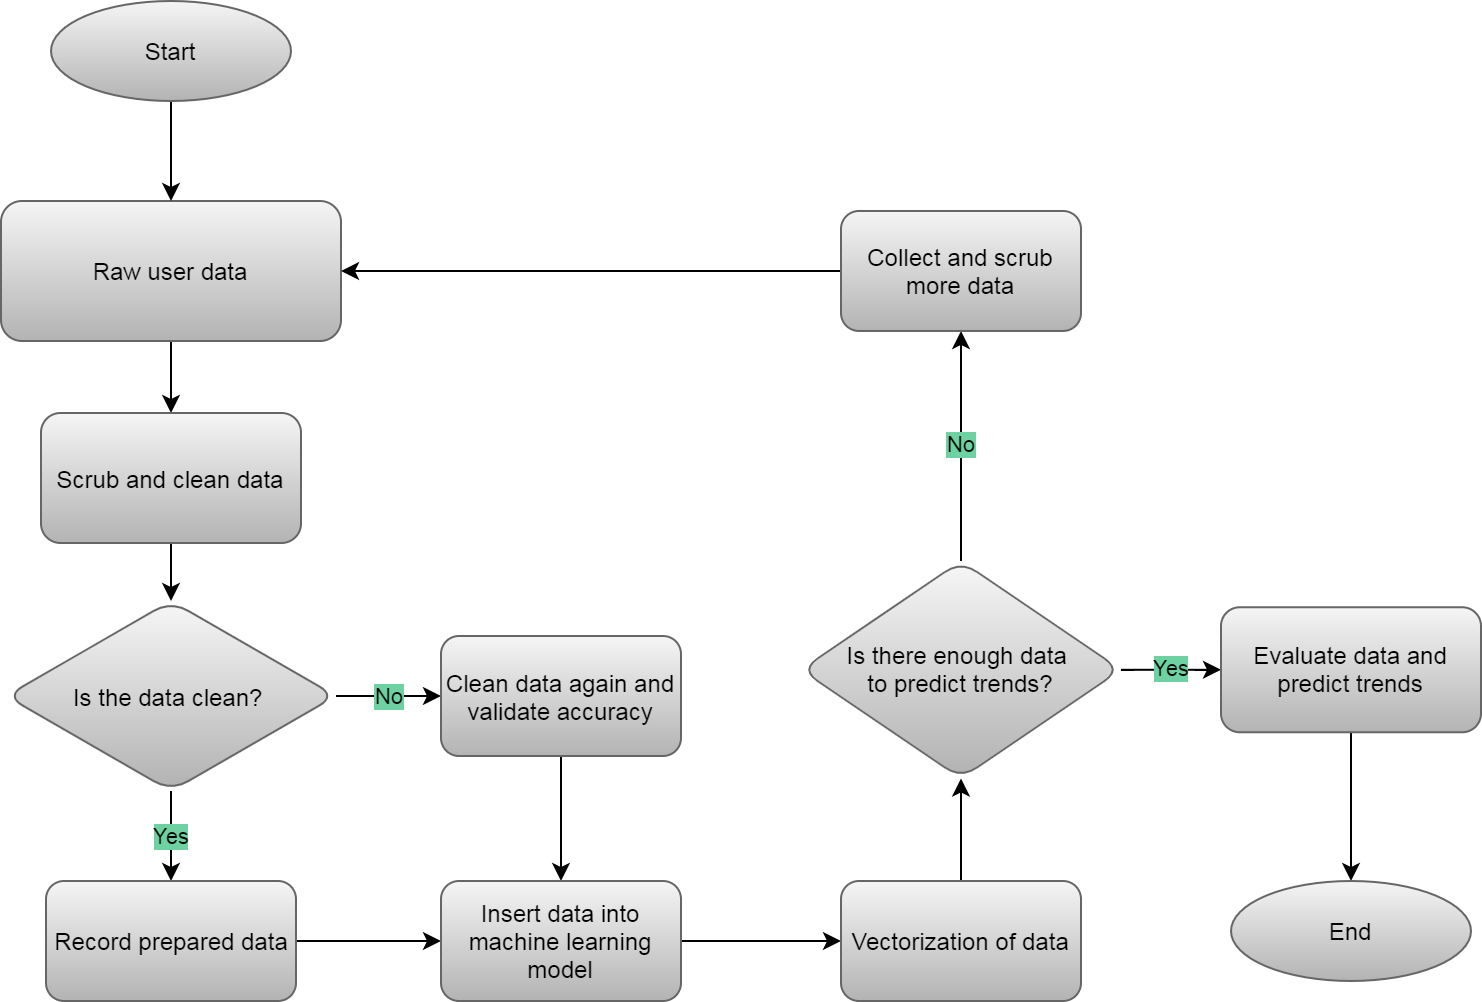 Start
Raw user data
Scrub and clean data
Is the data clean?
No
Clean data again and
validate accuracy
Yes
Record prepared data
Insert data into
machine learning
model
Vectorization of data
Is there enough data
to predict trends?
No
Collect and scrub
more data
Yes
Evaluate data and
predict trends
End